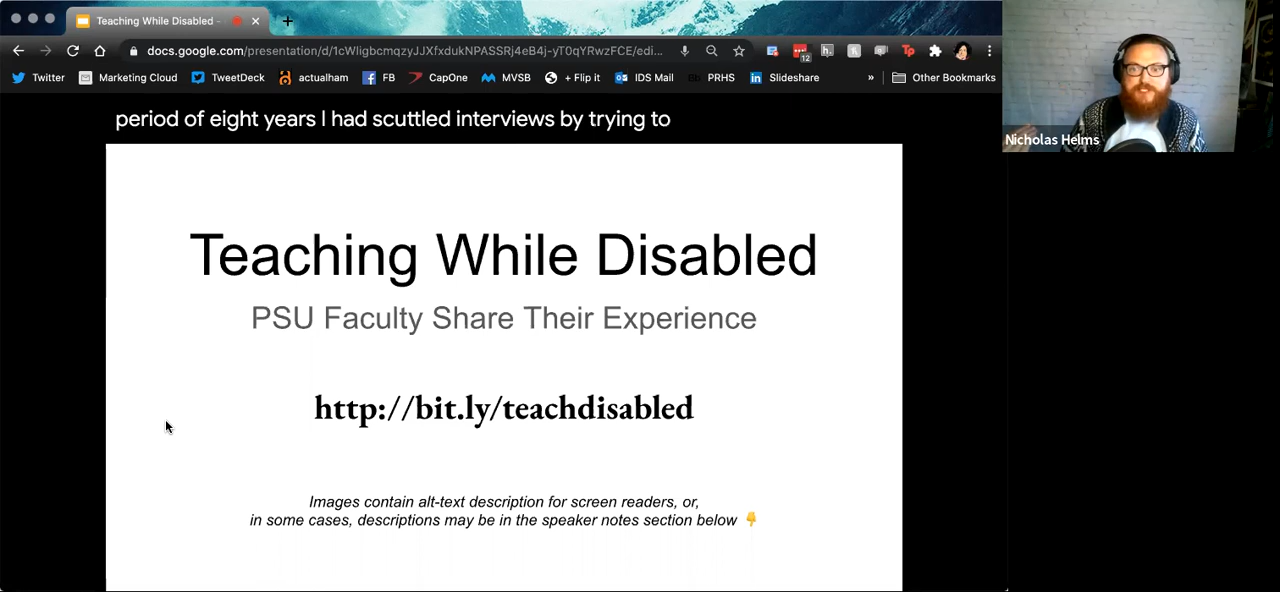 Teaching While Disabled -
docs.google.com/presentation/d/1cWligbcmqzyJJXfxdukNPASSRj4eB4j-yT0qYRwzFCE/edi...
12
h.
Tp
Twitter
Marketing Cloud
TweetDeck
actualham
FB
CapOne
MVSB
+ Flip it
IDS Mail
PRHS
Slideshare
»
Other Bookmarks
period of eight years I had scuttled interviews by trying to
Nicholas Helms
Teaching While Disabled
PSU Faculty Share Their Experience
http://bit.ly/teachdisabled
Images contain alt-text description for screen readers, or,
in some cases, descriptions may be in the speaker notes section below 👇